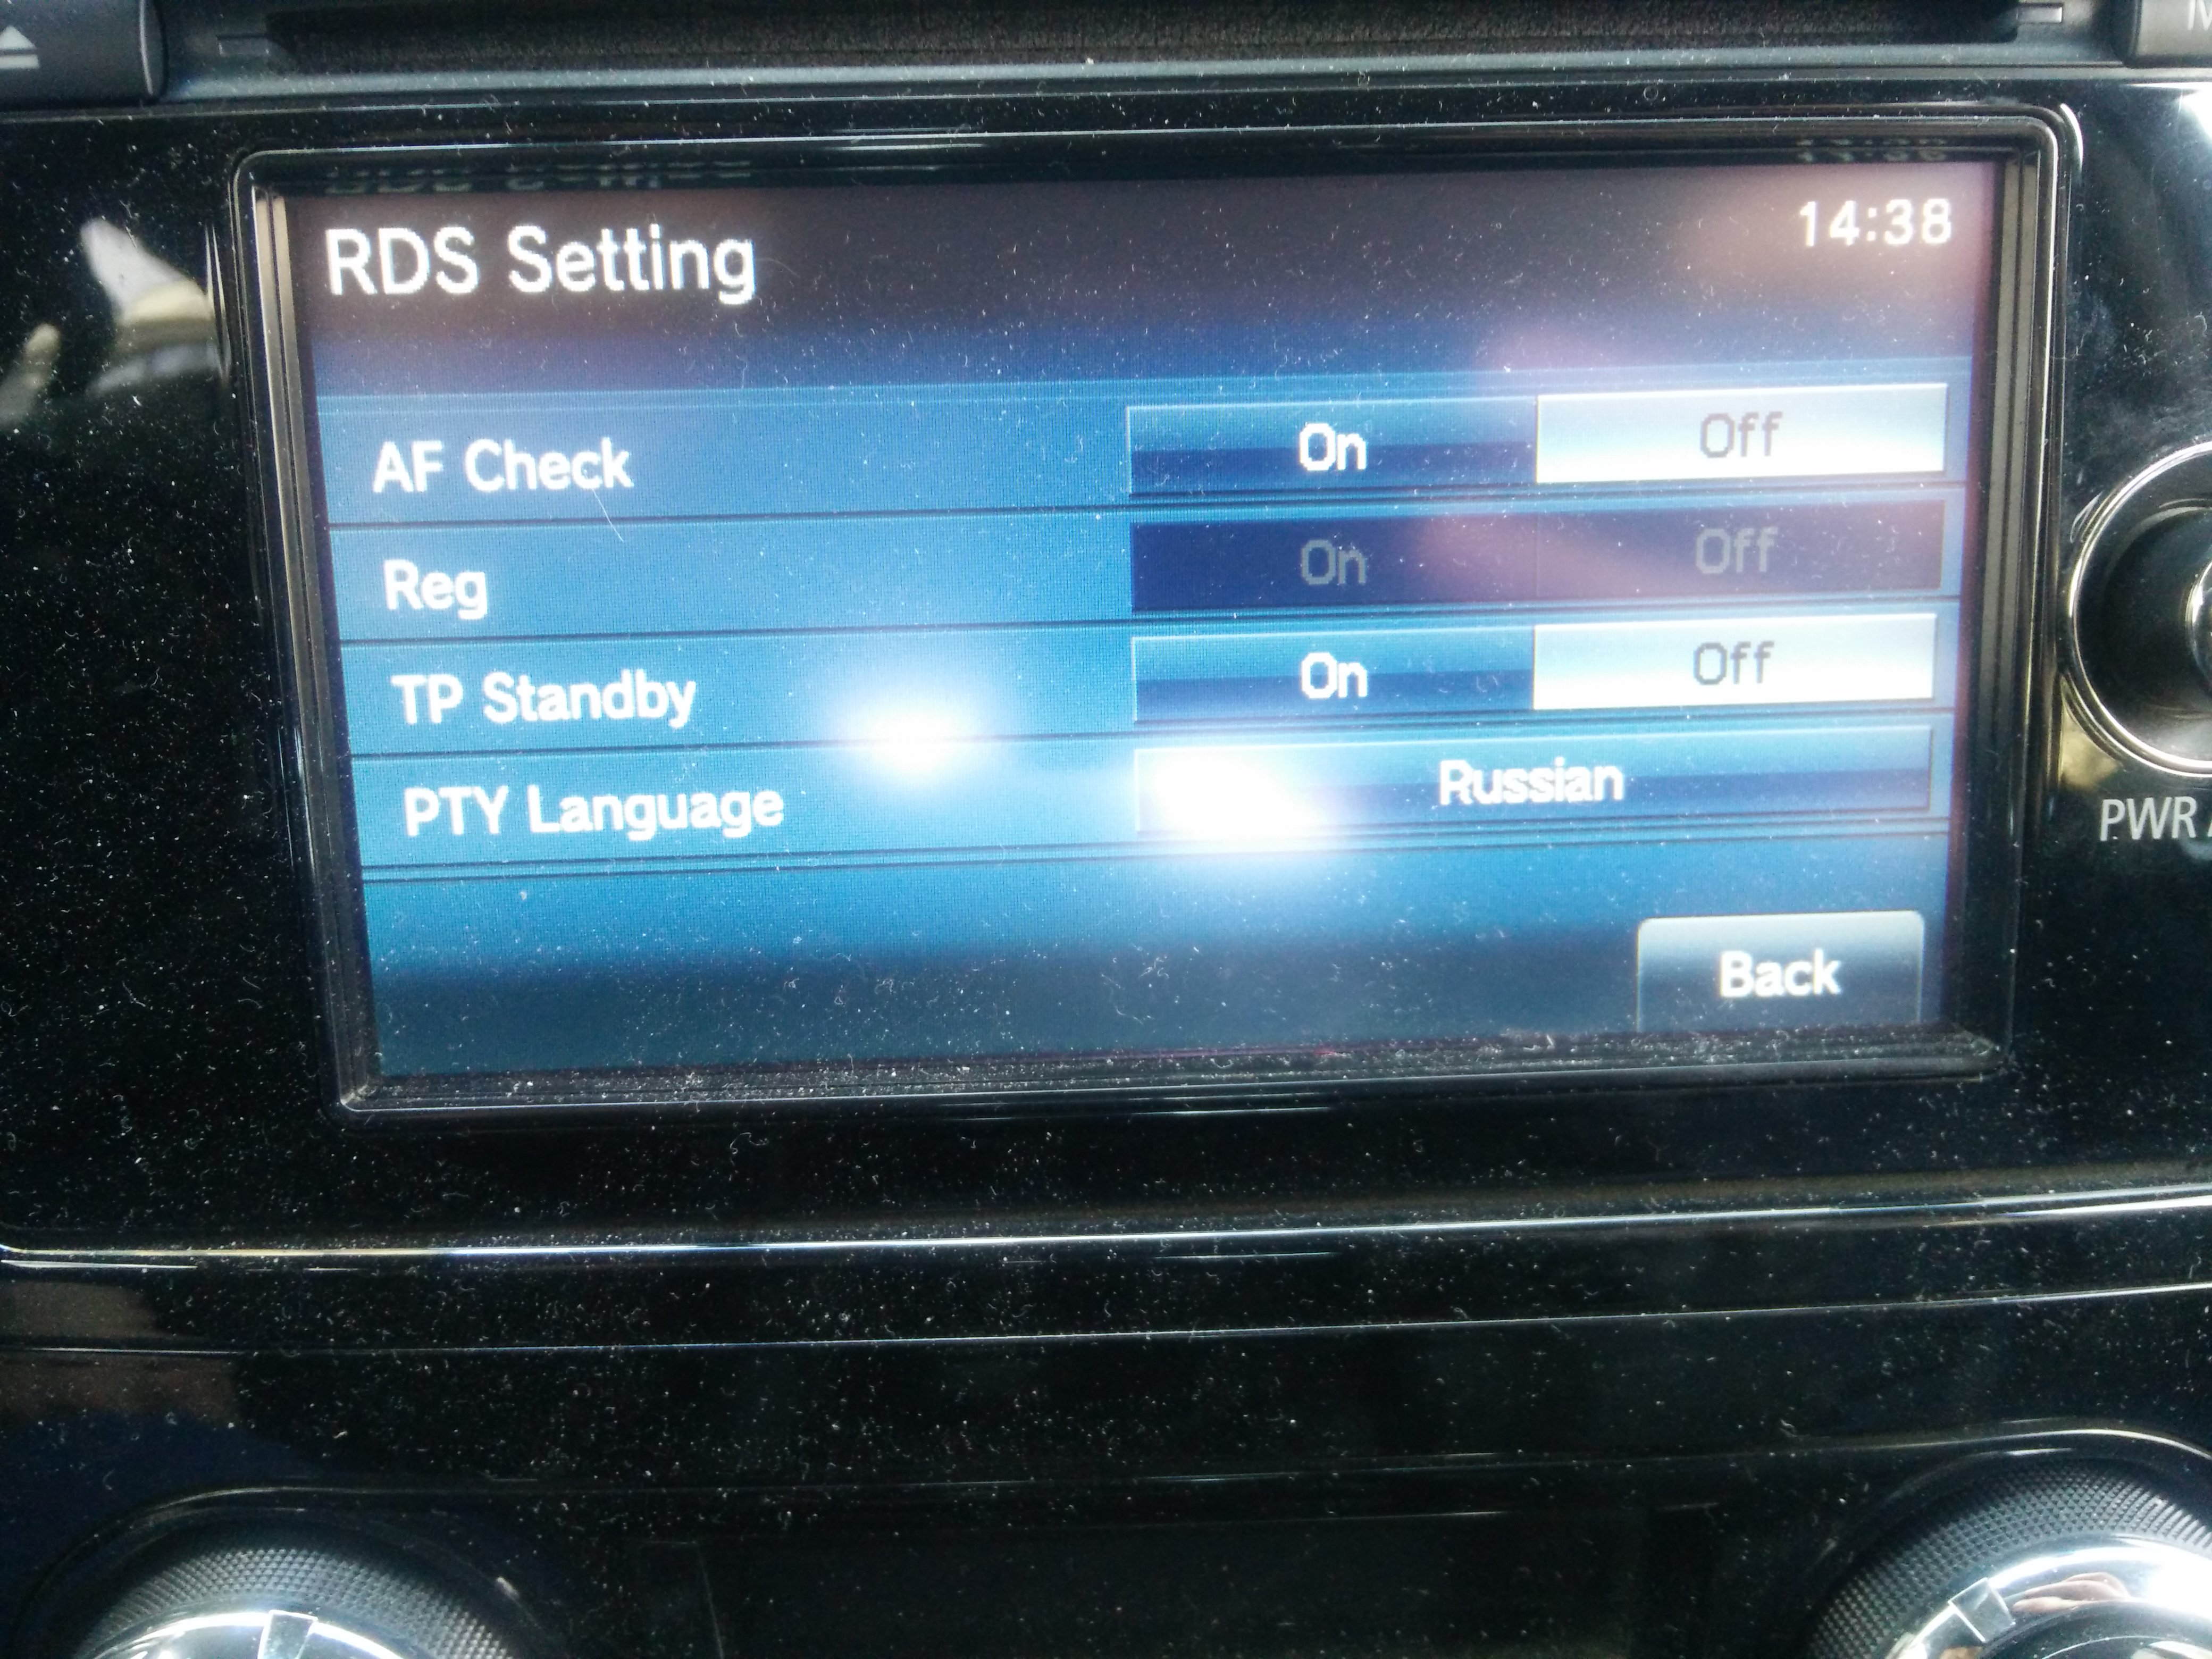 RDS Setting 14:38
AF Check On Off
Reg On Off
TP Standby On Off
PTY Language Russian
Back
PWR